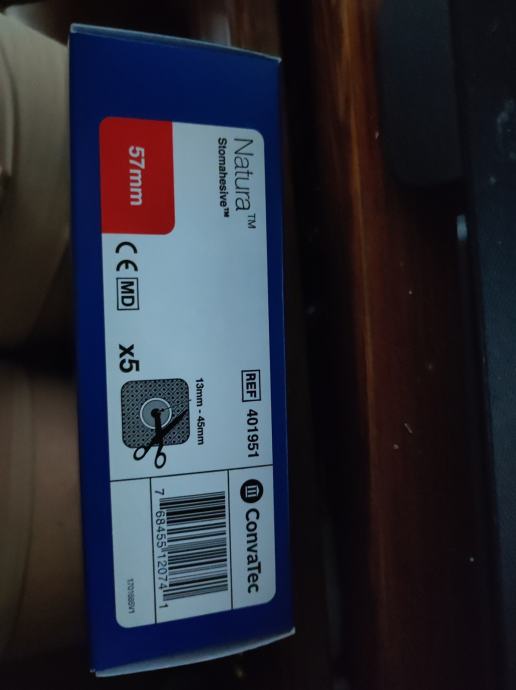 Natura™
Stomahesive™
57mm
CE MD
x5
13mm - 45mm
REF 401951
ConvaTec
7 68455 12074 1